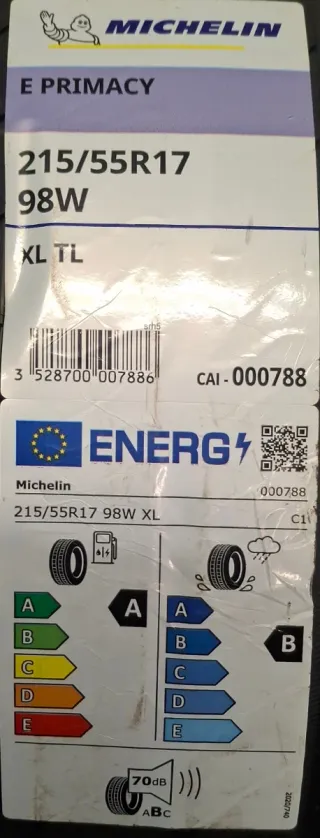 MICHELIN
E PRIMACY
215/55R17
98W
XL TL
3 528700 007886
CAI - 000788
ENERG
Michelin 000788
215/55R17 98W XL C1
A A A
B B B
C C
D D
E E
70dB
ABC
2020/740